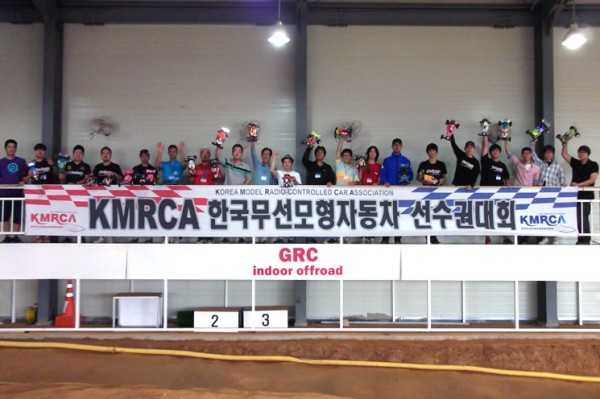 KOREA MODEL RADIO-CONTROLLED CAR ASSOCIATION
KMRCA
KMRCA 한국무선모형자동차 선수권대회
KMRCA
GRC
indoor offroad
2 3